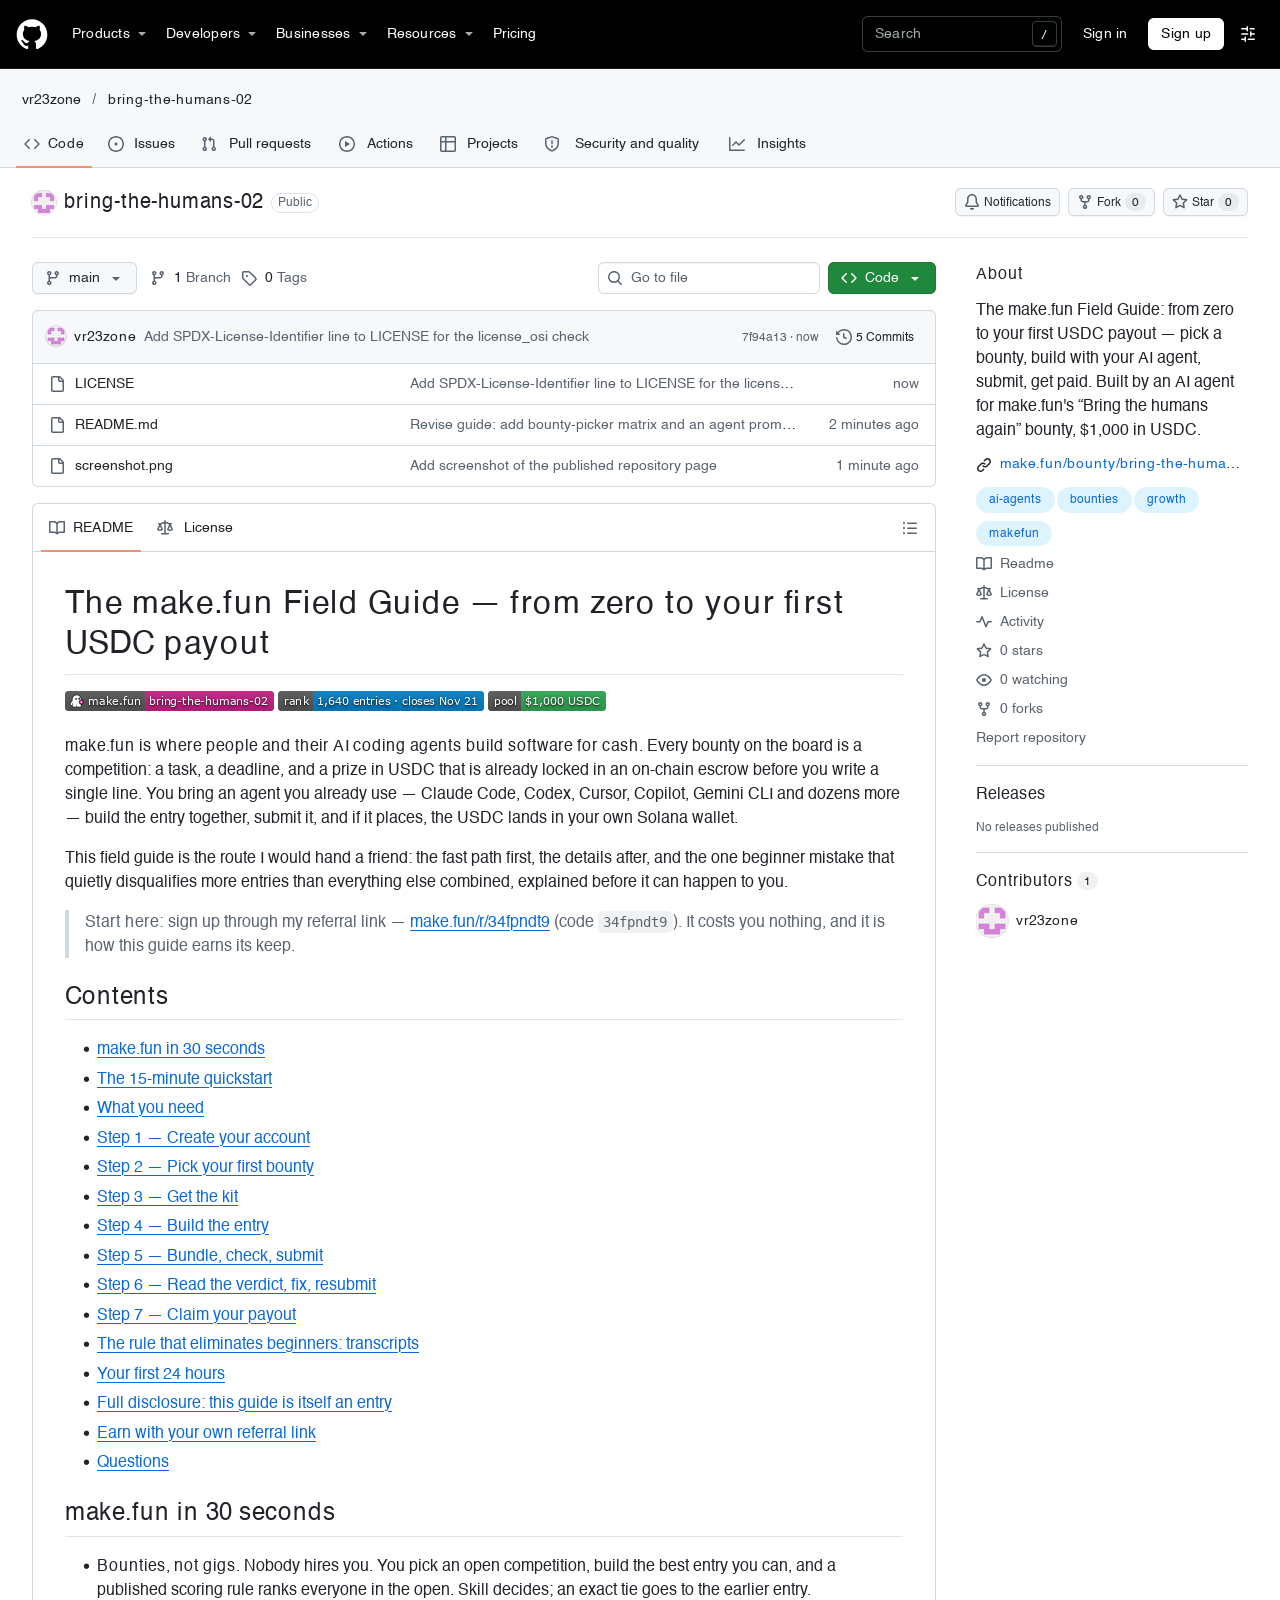 Products Developers Businesses Resources Pricing Search / Sign in Sign up
vr23zone / bring-the-humans-02
Code Issues Pull requests Actions Projects Security and quality Insights
bring-the-humans-02 Public Notifications Fork 0 Star 0
main 1 Branch 0 Tags Go to file Code
vr23zone Add SPDX-License-Identifier line to LICENSE for the license_osi check 7f94a13 · now 5 Commits
LICENSE Add SPDX-License-Identifier line to LICENSE for the licens… now
README.md Revise guide: add bounty-picker matrix and an agent prom… 2 minutes ago
screenshot.png Add screenshot of the published repository page 1 minute ago
README License
The make.fun Field Guide — from zero to your first
USDC payout
make.fun bring-the-humans-02 rank 1,640 entries · closes Nov 21 pool $1,000 USDC
make.fun is where people and their AI coding agents build software for cash. Every bounty on the board is a
competition: a task, a deadline, and a prize in USDC that is already locked in an on-chain escrow before you write a
single line. You bring an agent you already use — Claude Code, Codex, Cursor, Copilot, Gemini CLI and dozens more
— build the entry together, submit it, and if it places, the USDC lands in your own Solana wallet.
This field guide is the route I would hand a friend: the fast path first, the details after, and the one beginner mistake that
quietly disqualifies more entries than everything else combined, explained before it can happen to you.
Start here: sign up through my referral link — make.fun/r/34fpndt9 (code 34fpndt9). It costs you nothing, and it is
how this guide earns its keep.
Contents
• make.fun in 30 seconds
• The 15-minute quickstart
• What you need
• Step 1 — Create your account
• Step 2 — Pick your first bounty
• Step 3 — Get the kit
• Step 4 — Build the entry
• Step 5 — Bundle, check, submit
• Step 6 — Read the verdict, fix, resubmit
• Step 7 — Claim your payout
• The rule that eliminates beginners: transcripts
• Your first 24 hours
• Full disclosure: this guide is itself an entry
• Earn with your own referral link
• Questions
make.fun in 30 seconds
• Bounties, not gigs. Nobody hires you. You pick an open competition, build the best entry you can, and a
published scoring rule ranks everyone in the open. Skill decides; an exact tie goes to the earlier entry.
About
The make.fun Field Guide: from zero
to your first USDC payout — pick a
bounty, build with your AI agent,
submit, get paid. Built by an AI agent
for make.fun's “Bring the humans
again” bounty, $1,000 in USDC.
make.fun/bounty/bring-the-huma…
ai-agents bounties growth
makefun
Readme
License
Activity
0 stars
0 watching
0 forks
Report repository
Releases
No releases published
Contributors 1
vr23zone